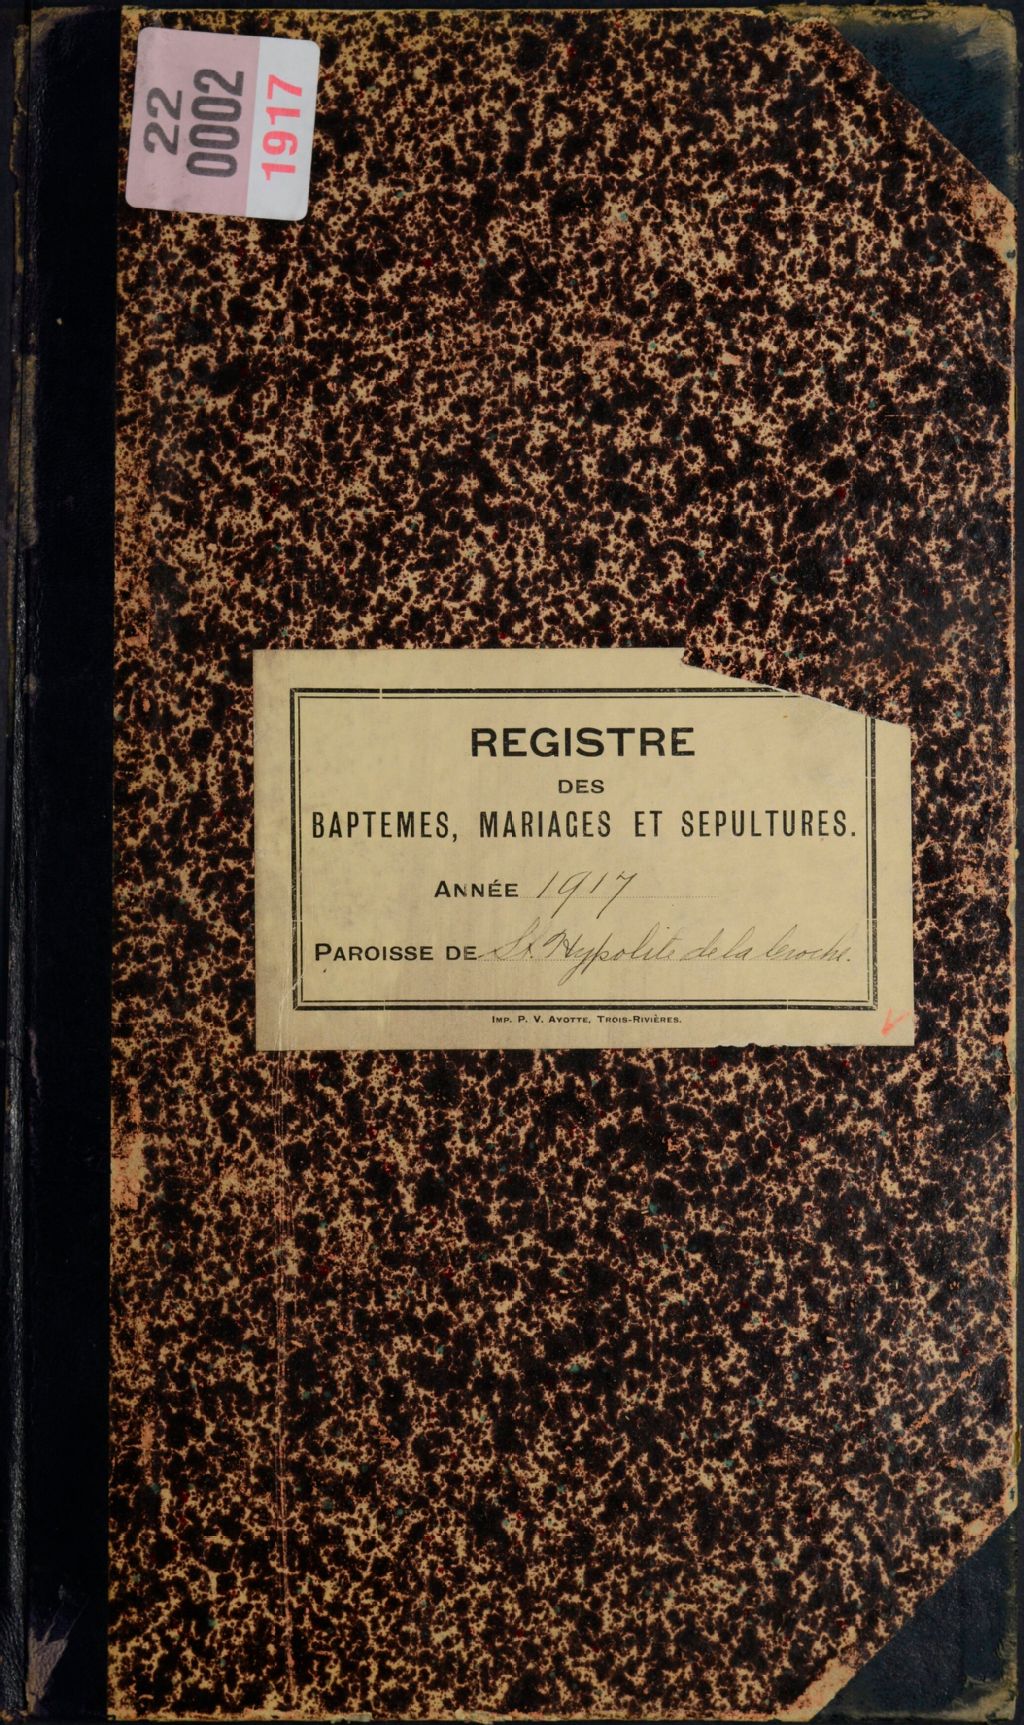 22
0002
1917
REGISTRE
DES
BAPTEMES, MARIAGES ET SEPULTURES.
ANNÉE 1917
PAROISSE DE St. Hypolite de la Croche.
IMP. P. V. AYOTTE, TROIS-RIVIÈRES.